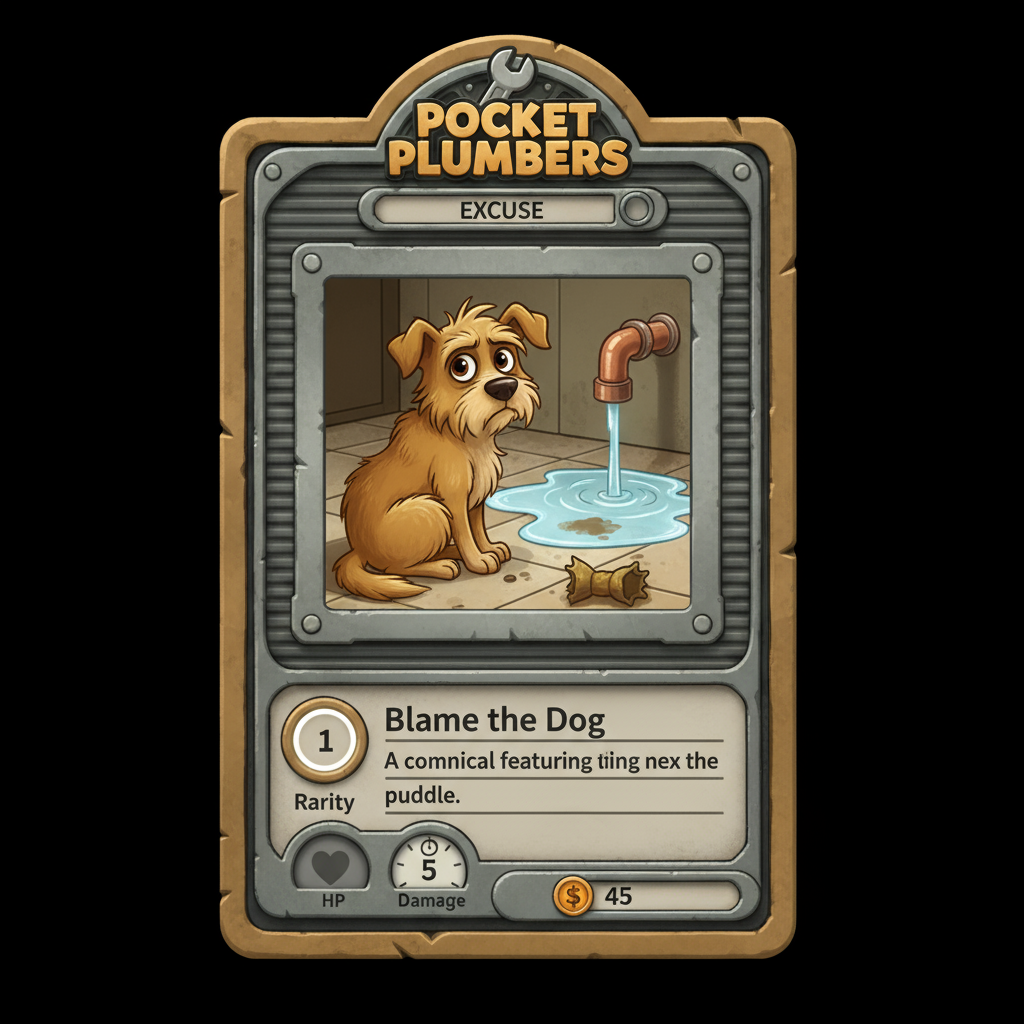 POCKET
PLUMBERS
EXCUSE
1
Blame the Dog
A comnical featuring tiing nex the
puddle.
Rarity
5
HP
Damage
$ 45